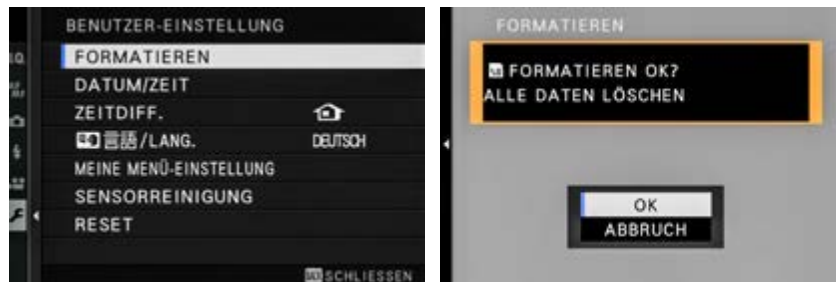 BENUTZER-EINSTELLUNG
FORMATIEREN
DATUM/ZEIT
ZEITDIFF.
言語/LANG. DEUTSCH
MEINE MENÜ-EINSTELLUNG
SENSORREINIGUNG
RESET
BACK SCHLIESSEN
FORMATIEREN
FORMATIEREN OK?
ALLE DATEN LÖSCHEN
OK
ABBRUCH